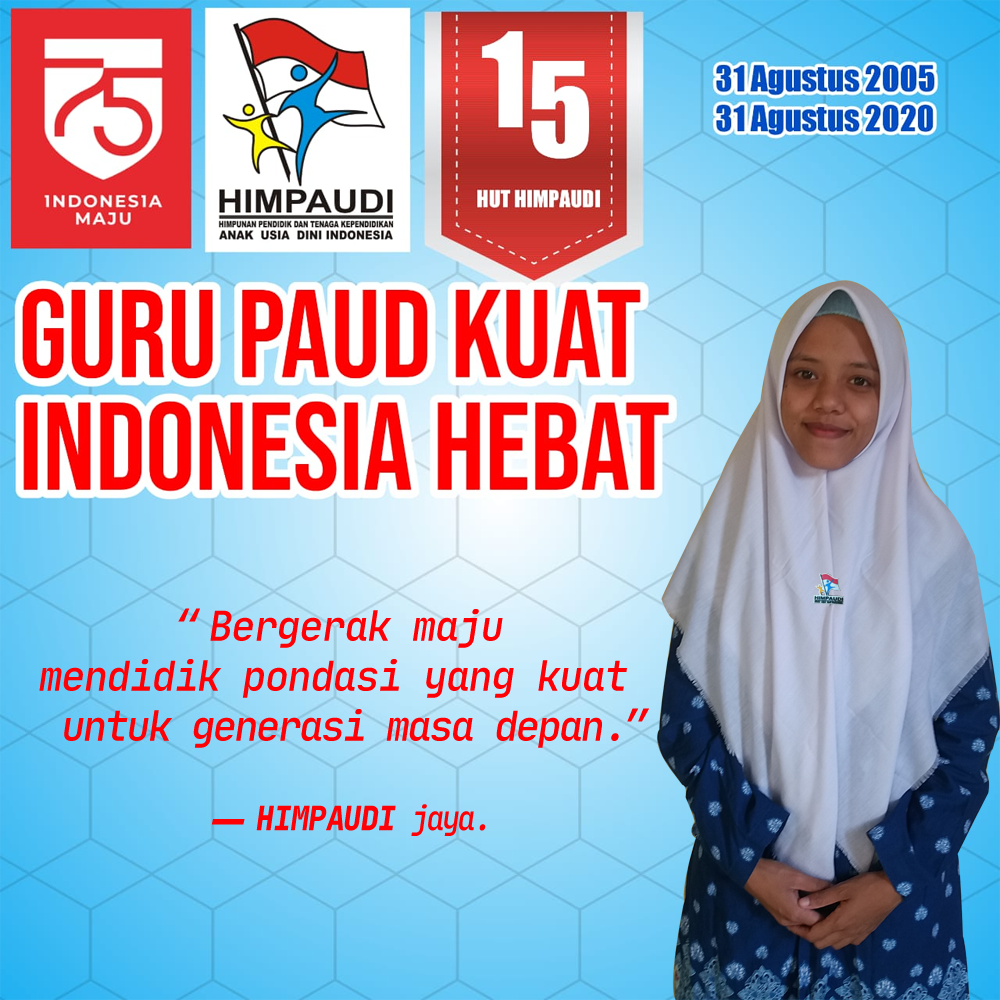 75
INDONESIA
MAJU
HIMPAUDI
HIMPUNAN PENDIDIK DAN TENAGA KEPENDIDIKAN
ANAK USIA DINI INDONESIA
15
HUT HIMPAUDI
31 Agustus 2005
31 Agustus 2020
GURU PAUD KUAT
INDONESIA HEBAT
“Bergerak maju
mendidik pondasi yang kuat
untuk generasi masa depan.”
— HIMPAUDI jaya.
HIMPAUDI